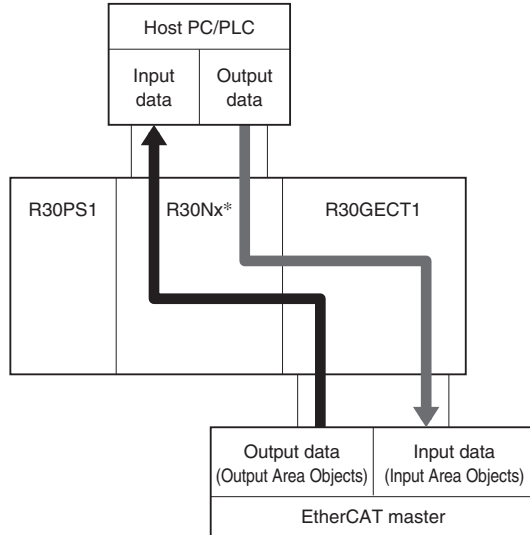 Host PC/PLC
Input
data
Output
data
R30PS1
R30Nx*
R30GECT1
Output data
(Output Area Objects)
Input data
(Input Area Objects)
EtherCAT master